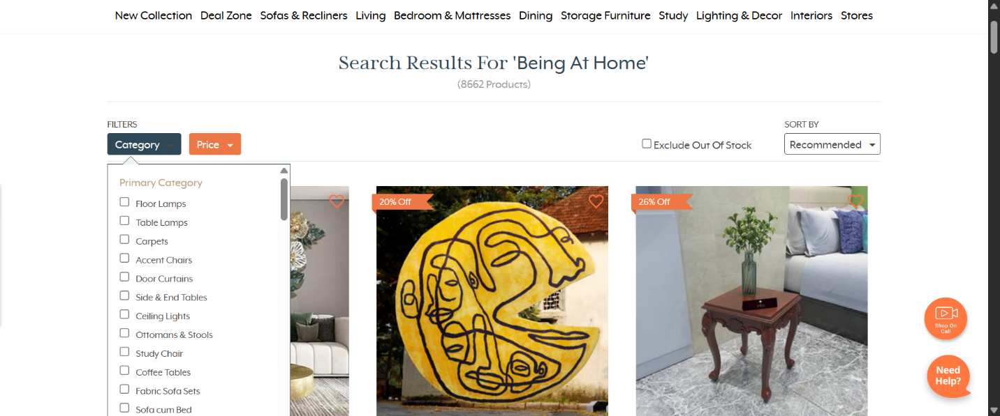 New Collection Deal Zone Sofas & Recliners Living Bedroom & Mattresses Dining Storage Furniture Study Lighting & Decor Interiors Stores
Search Results For 'Being At Home'
(8662 Products)
FILTERS
SORT BY
Category Price Exclude Out Of Stock Recommended
Primary Category
Floor Lamps
Table Lamps
Carpets
Accent Chairs
Door Curtains
Side & End Tables
Ceiling Lights
Ottomans & Stools
Study Chair
Coffee Tables
Fabric Sofa Sets
Sofa cum Bed
20% Off
26% Off
Shop On
Call
Need
Help?